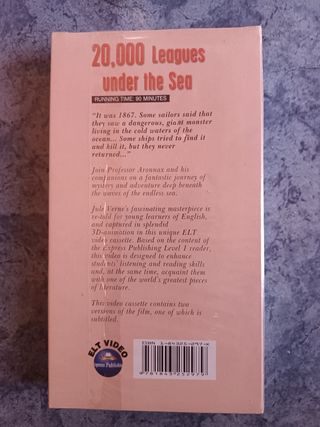 20,000 Leagues
under the Sea
RUNNING TIME: 90 MINUTES
"It was 1867. Some sailors said that
they saw a dangerous, giant monster
living in the cold waters of the
ocean... Some ships tried to find it
and kill it, but they never
returned..."
Join Professor Aronnax and his
companions on a fantastic journey of
mystery and adventure deep beneath
the waves of the endless sea.
Jule Verne's fascinating masterpiece is
re-told for young learners of English,
and captured in splendid
3D-animation in this unique ELT
video cassette. Based on the content of
the Express Publishing Level 1 reader,
this video is designed to enhance
students' listening and reading skills
and, at the same time, acquaint them
with one of the world's greatest pieces
of literature.
This video cassette contains two
versions of the film, one of which is
subtitled.
ELT VIDEO
Express Publishing
ISBN
9781843252979